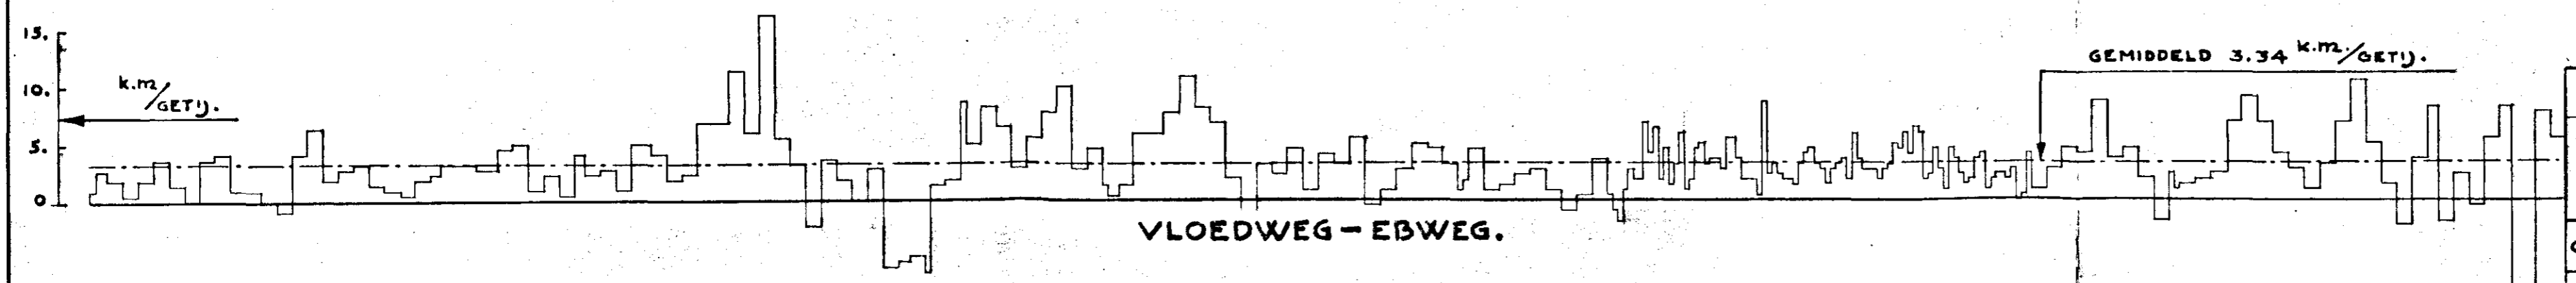 15.
10.
5.
0
k.m/GETIJ.
GEMIDDELD 3.34 k.m./GETIJ.
VLOEDWEG - EBWEG.